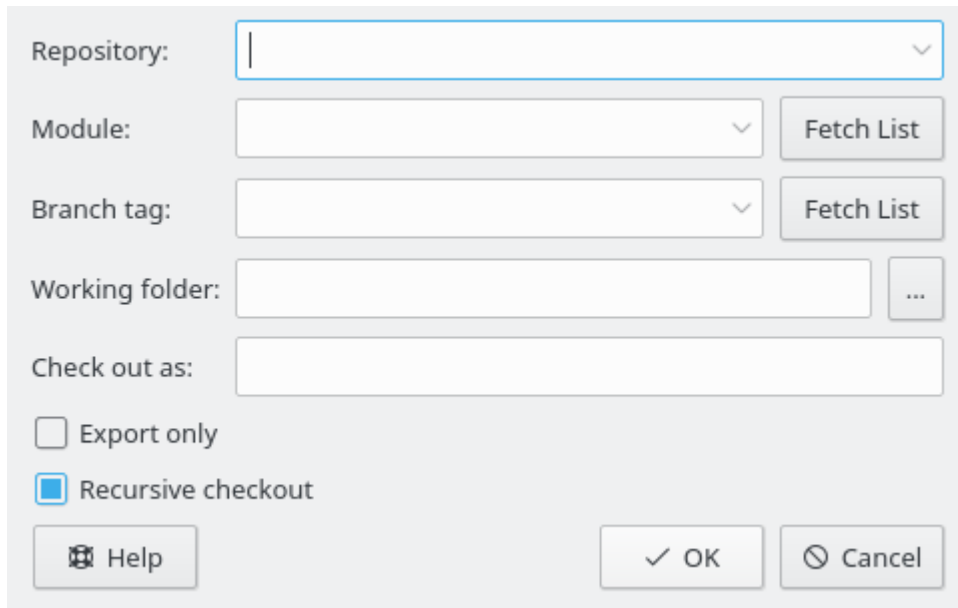 Repository:
Module: Fetch List
Branch tag: Fetch List
Working folder: ...
Check out as:
Export only
Recursive checkout
Help OK Cancel